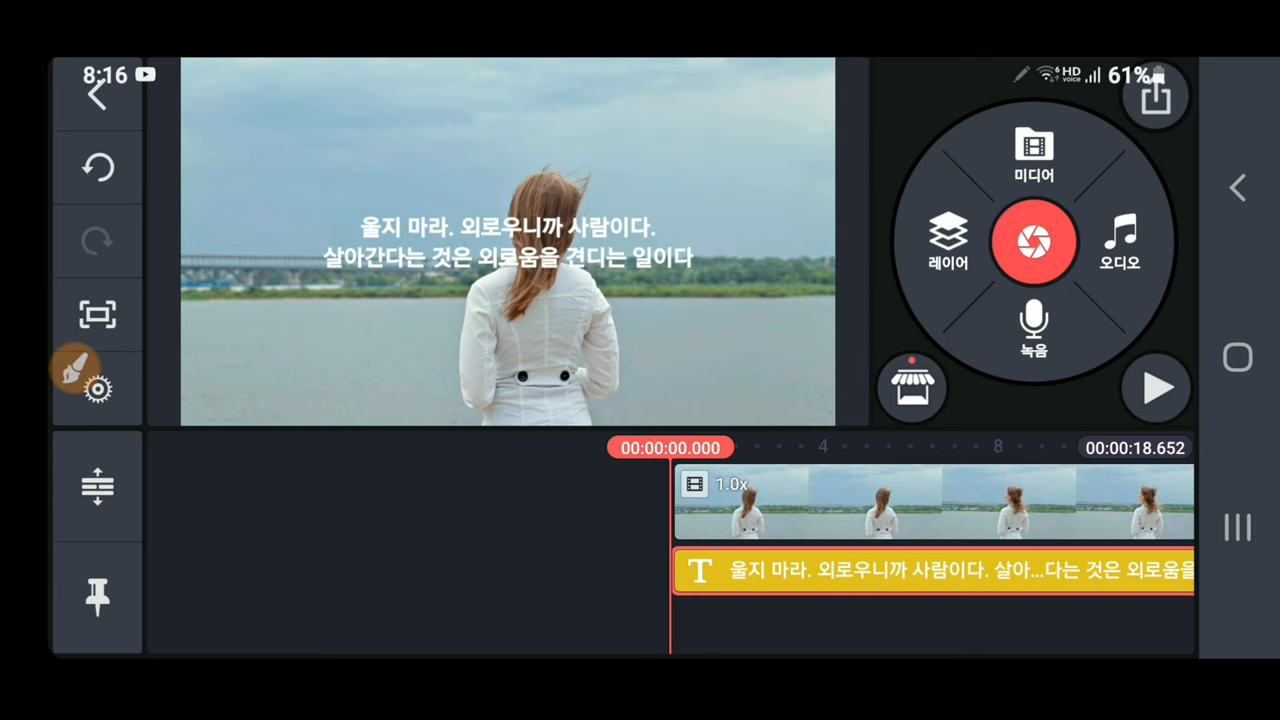 8:16
HD voice 61%
미디어
울지 마라. 외로우니까 사람이다.
살아간다는 것은 외로움을 견디는 일이다
레이어
오디오
녹음
00:00:00.000
4
8
00:00:18.652
1.0x
T 울지 마라. 외로우니까 사람이다. 살아...다는 것은 외로움을